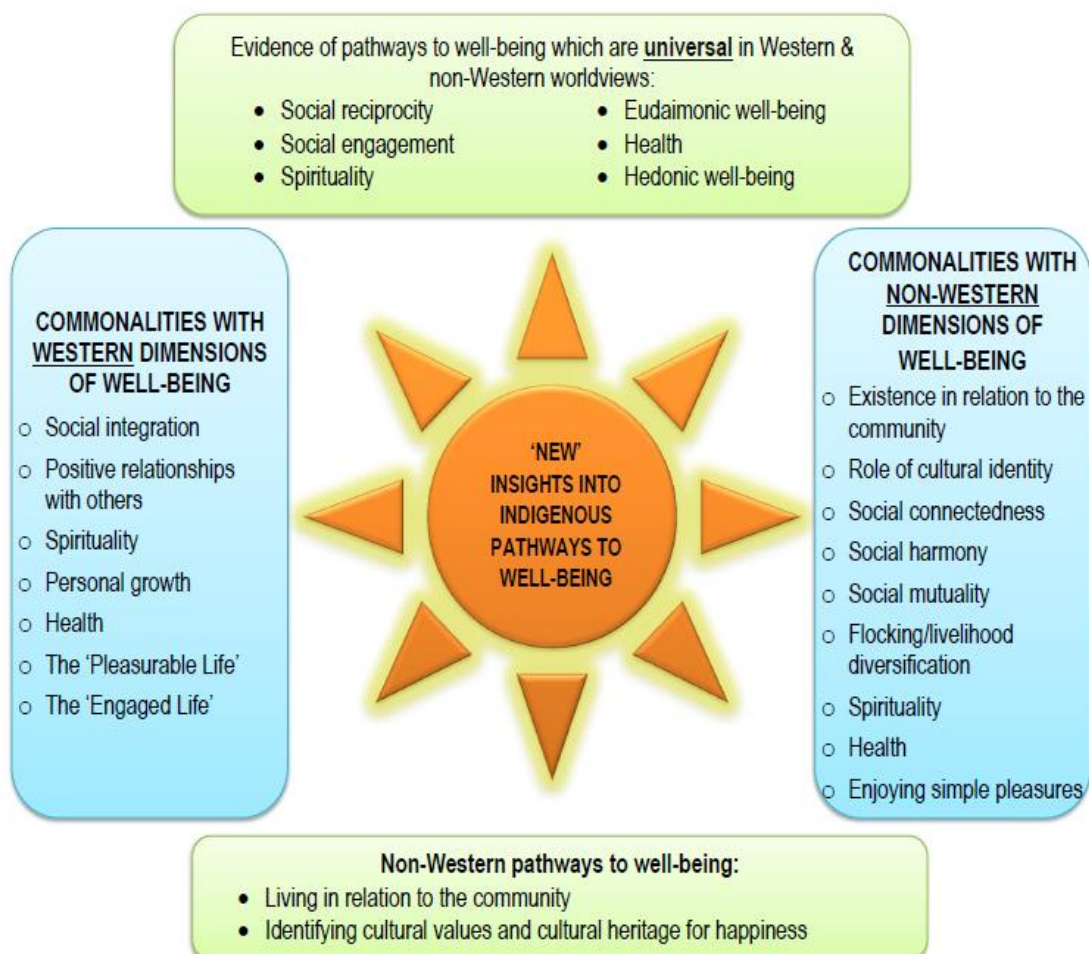 Evidence of pathways to well-being which are universal in Western &
non-Western worldviews:
• Social reciprocity
• Social engagement
• Spirituality
• Eudaimonic well-being
• Health
• Hedonic well-being
COMMONALITIES WITH
WESTERN DIMENSIONS
OF WELL-BEING
o Social integration
o Positive relationships
with others
o Spirituality
o Personal growth
o Health
o The ‘Pleasurable Life’
o The ‘Engaged Life’
‘NEW’
INSIGHTS INTO
INDIGENOUS
PATHWAYS TO
WELL-BEING
COMMONALITIES WITH
NON-WESTERN
DIMENSIONS OF
WELL-BEING
o Existence in relation to the
community
o Role of cultural identity
o Social connectedness
o Social harmony
o Social mutuality
o Flocking/livelihood
diversification
o Spirituality
o Health
o Enjoying simple pleasures
Non-Western pathways to well-being:
• Living in relation to the community
• Identifying cultural values and cultural heritage for happiness